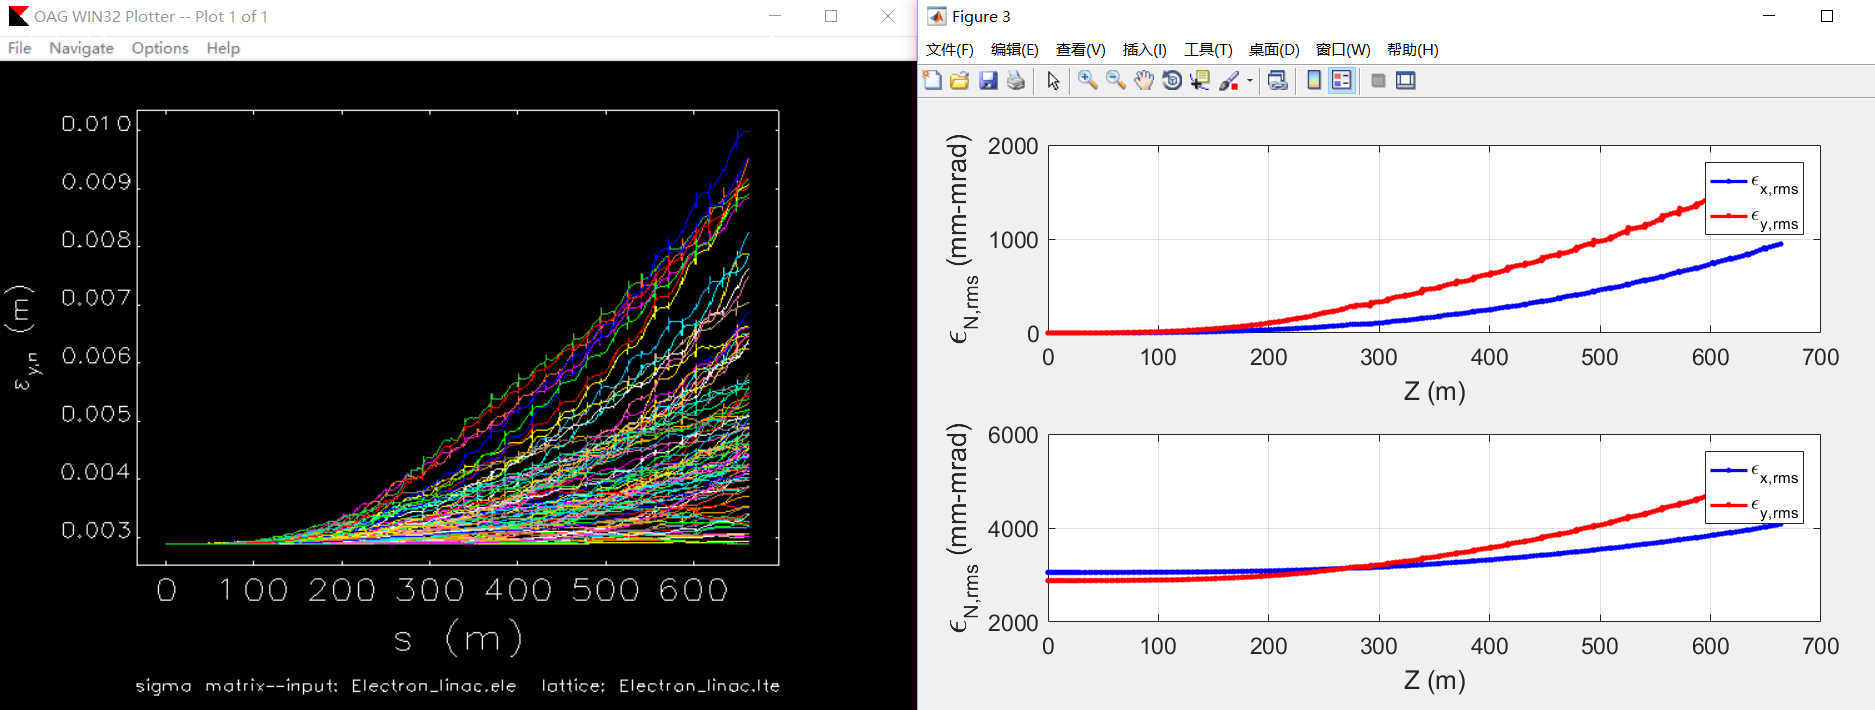 OAG WIN32 Plotter -- Plot 1 of 1
File Navigate Options Help
0.010
0.009
0.008
0.007
0.006
0.005
0.004
0.003
ε y,n (m)
0 100 200 300 400 500 600
s (m)
sigma matrix--input: Electron_linac.ele lattice: Electron_linac.lte
Figure 3
文件(F) 编辑(E) 查看(V) 插入(I) 工具(T) 桌面(D) 窗口(W) 帮助(H)
2000
1000
0
ϵN,rms (mm-mrad)
ϵx,rms
ϵy,rms
0 100 200 300 400 500 600 700
Z (m)
6000
4000
2000
ϵN,rms (mm-mrad)
ϵx,rms
ϵy,rms
0 100 200 300 400 500 600 700
Z (m)